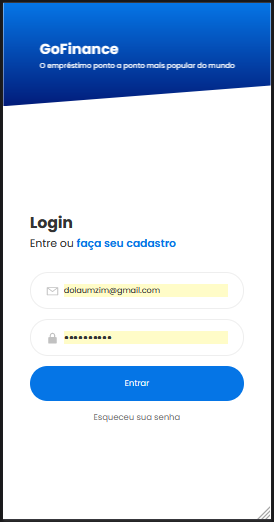 GoFinance
O empréstimo ponto a ponto mais popular do mundo
Login
Entre ou faça seu cadastro
dolaumzim@gmail.com
••••••••••
Entrar
Esqueceu sua senha